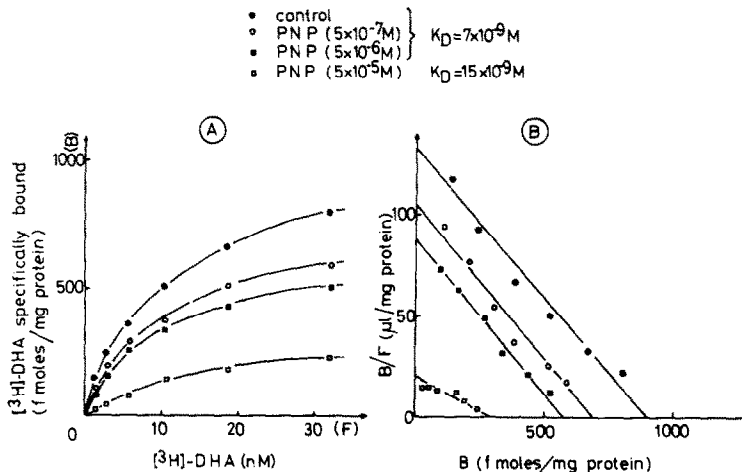 control
PNP (5x10⁻⁷M)
PNP (5x10⁻⁶M)
K_D=7x10⁻⁹M
PNP (5x10⁻⁵M) K_D=15x10⁻⁹M
A
B
[³H]-DHA specifically bound
(f moles/mg protein)
(B)
1000
500
0
10
20
30 (F)
[³H]-DHA (nM)
B/F (μl/mg protein)
100
50
0
500
1000
B (f moles/mg protein)